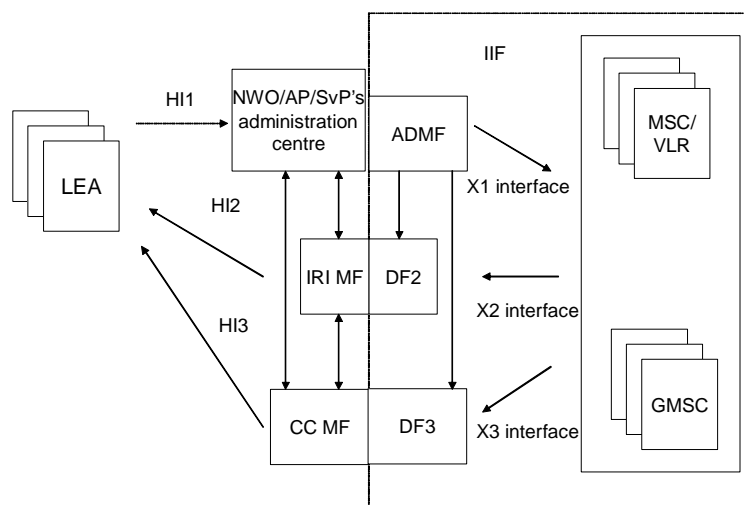 IIF
HI1
NWO/AP/SvP's
administration
centre
ADMF
MSC/
VLR
LEA
X1 interface
HI2
IRI MF
DF2
X2 interface
HI3
CC MF
DF3
X3 interface
GMSC